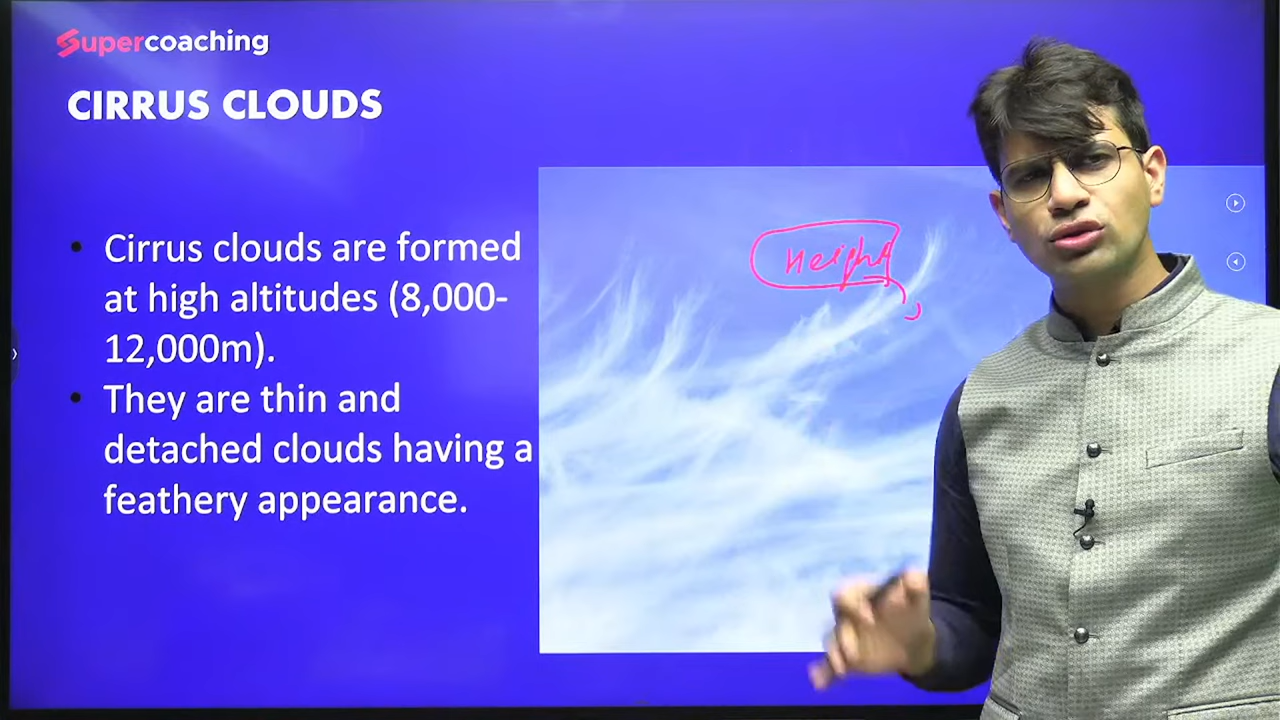 Supercoaching
CIRRUS CLOUDS
• Cirrus clouds are formed
at high altitudes (8,000-
12,000m).
• They are thin and
detached clouds having a
feathery appearance.
Height